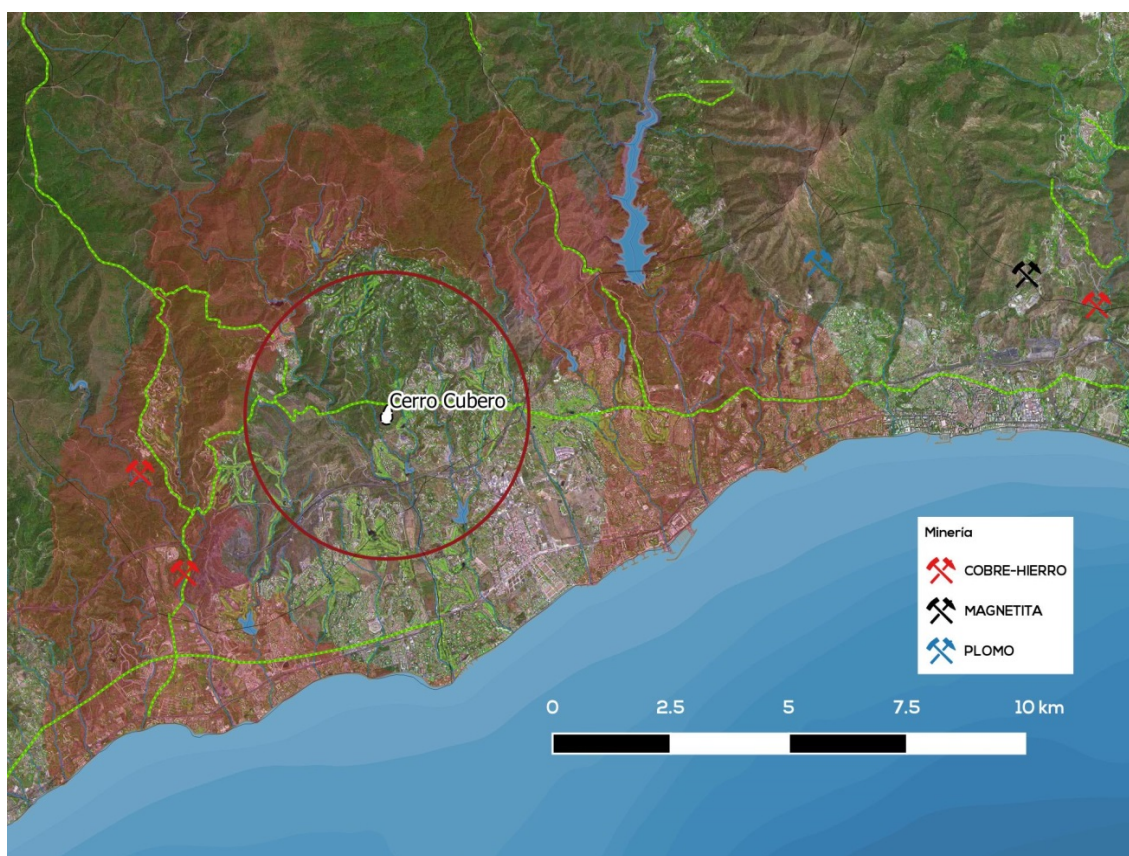 Cerro Cubero
Minería
COBRE-HIERRO
MAGNETITA
PLOMO
0 2.5 5 7.5 10 km